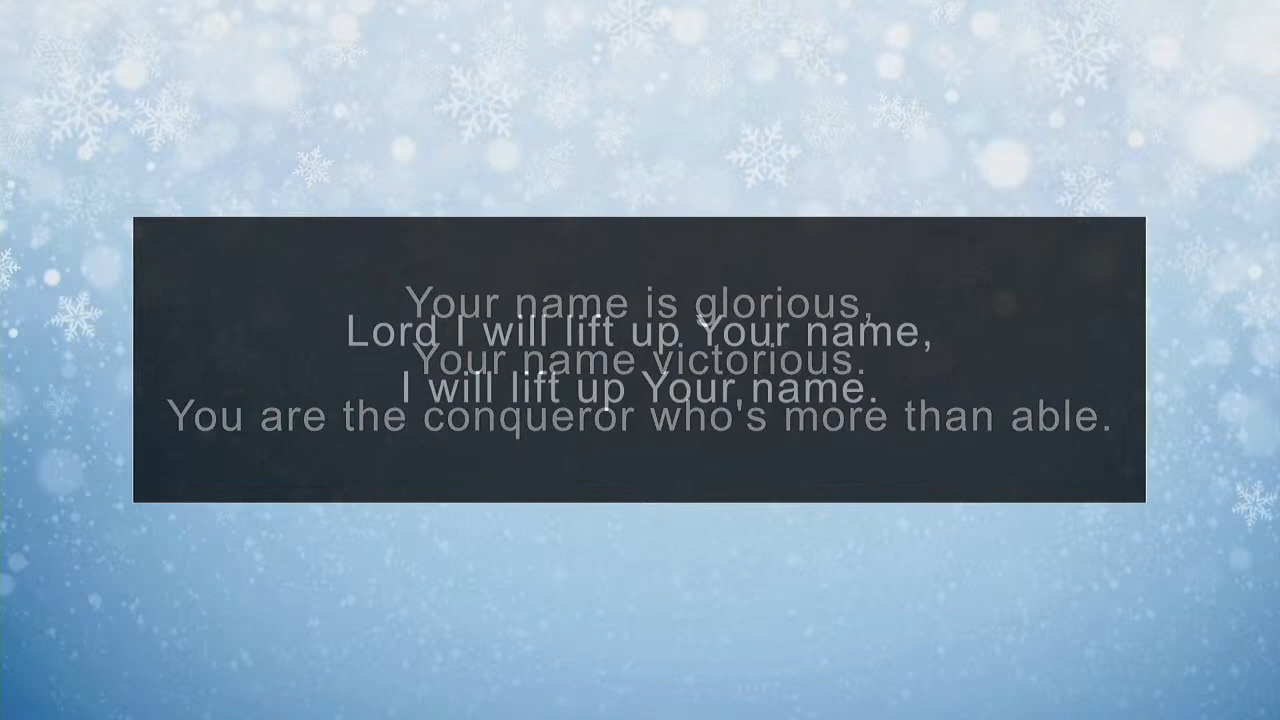 Your name is glorious,
Lord I will lift up Your name,
Your name victorious.
I will lift up Your name.
You are the conqueror who's more than able.